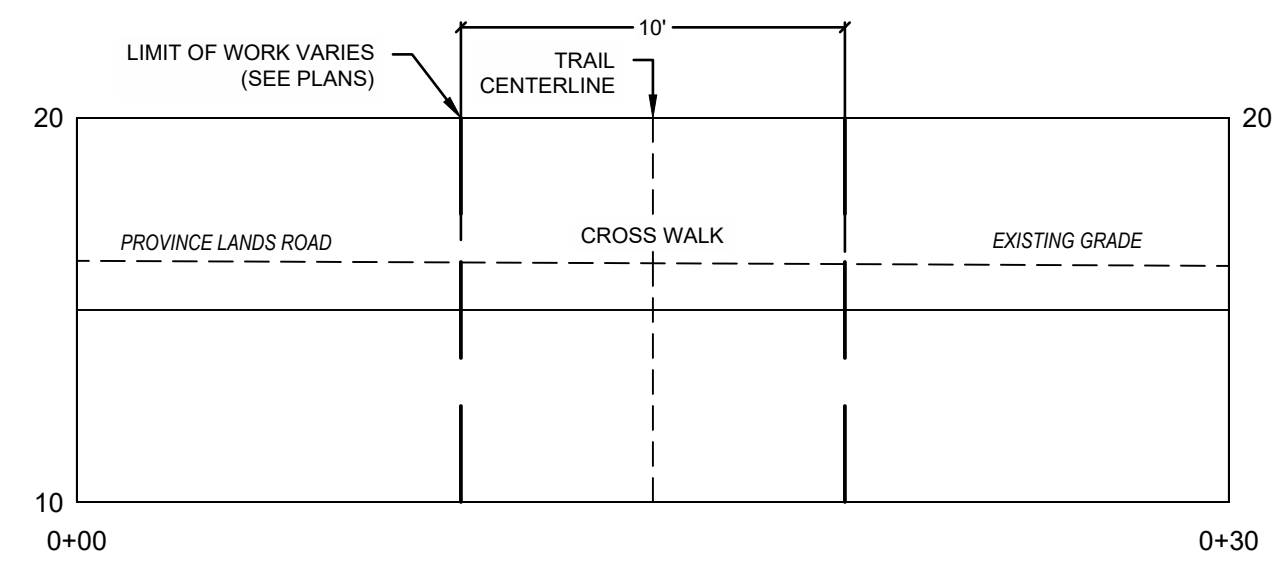 10'
LIMIT OF WORK VARIES
(SEE PLANS)
TRAIL
CENTERLINE
20
20
PROVINCE LANDS ROAD
CROSS WALK
EXISTING GRADE
10
0+00
0+30